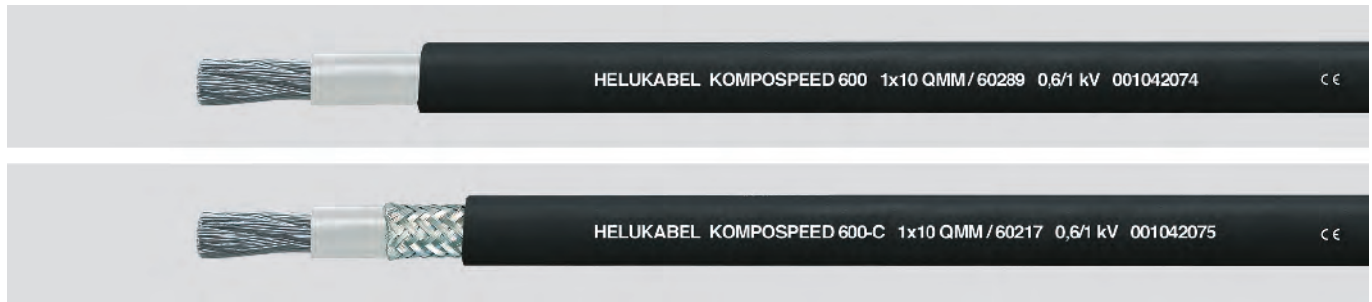 HELUKABEL KOMPOSPEED 600 1x10 QMM / 60289 0,6/1 kV 001042074 CE
HELUKABEL KOMPOSPEED 600-C 1x10 QMM / 60217 0,6/1 kV 001042075 CE